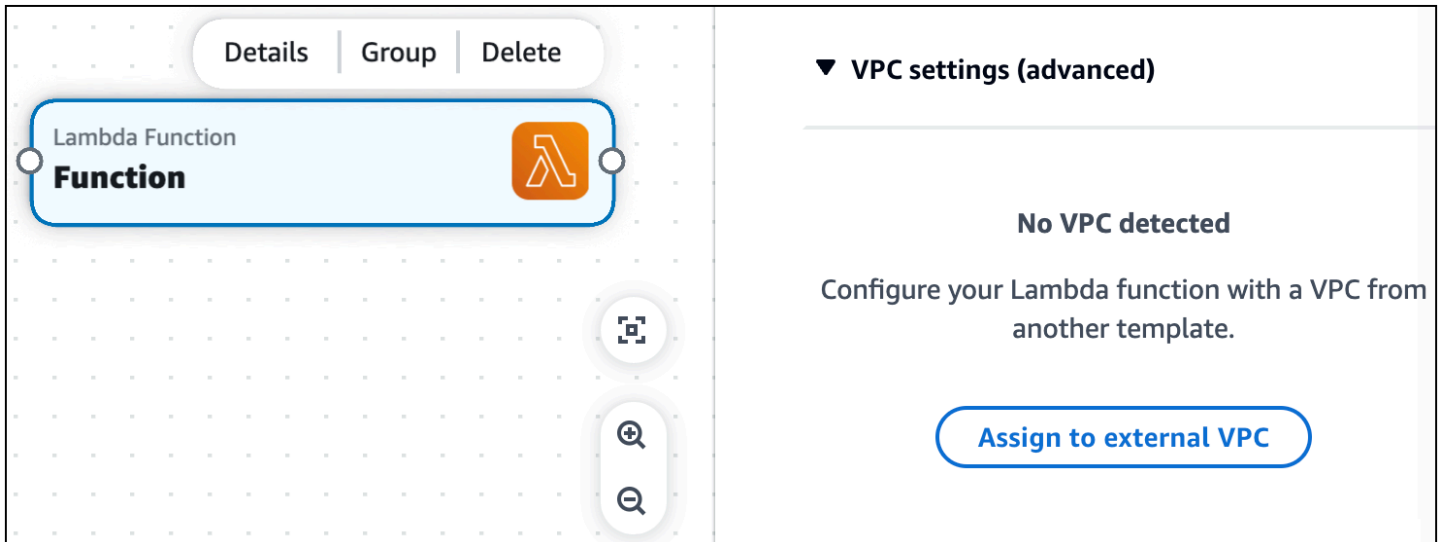 Details
Group
Delete
Lambda Function
Function
▼ VPC settings (advanced)
No VPC detected
Configure your Lambda function with a VPC from
another template.
Assign to external VPC